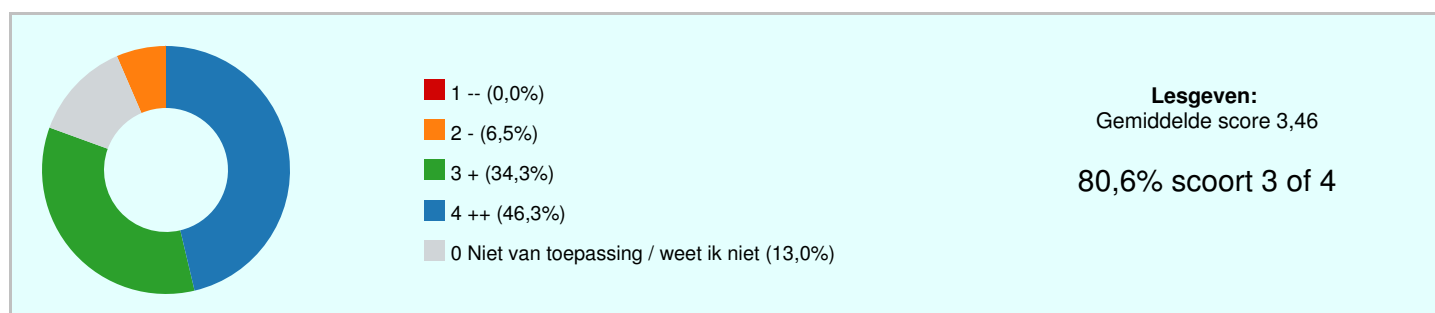 1 -- (0,0%)
2 - (6,5%)
3 + (34,3%)
4 ++ (46,3%)
0 Niet van toepassing / weet ik niet (13,0%)
Lesgeven:
Gemiddelde score 3,46
80,6% scoort 3 of 4